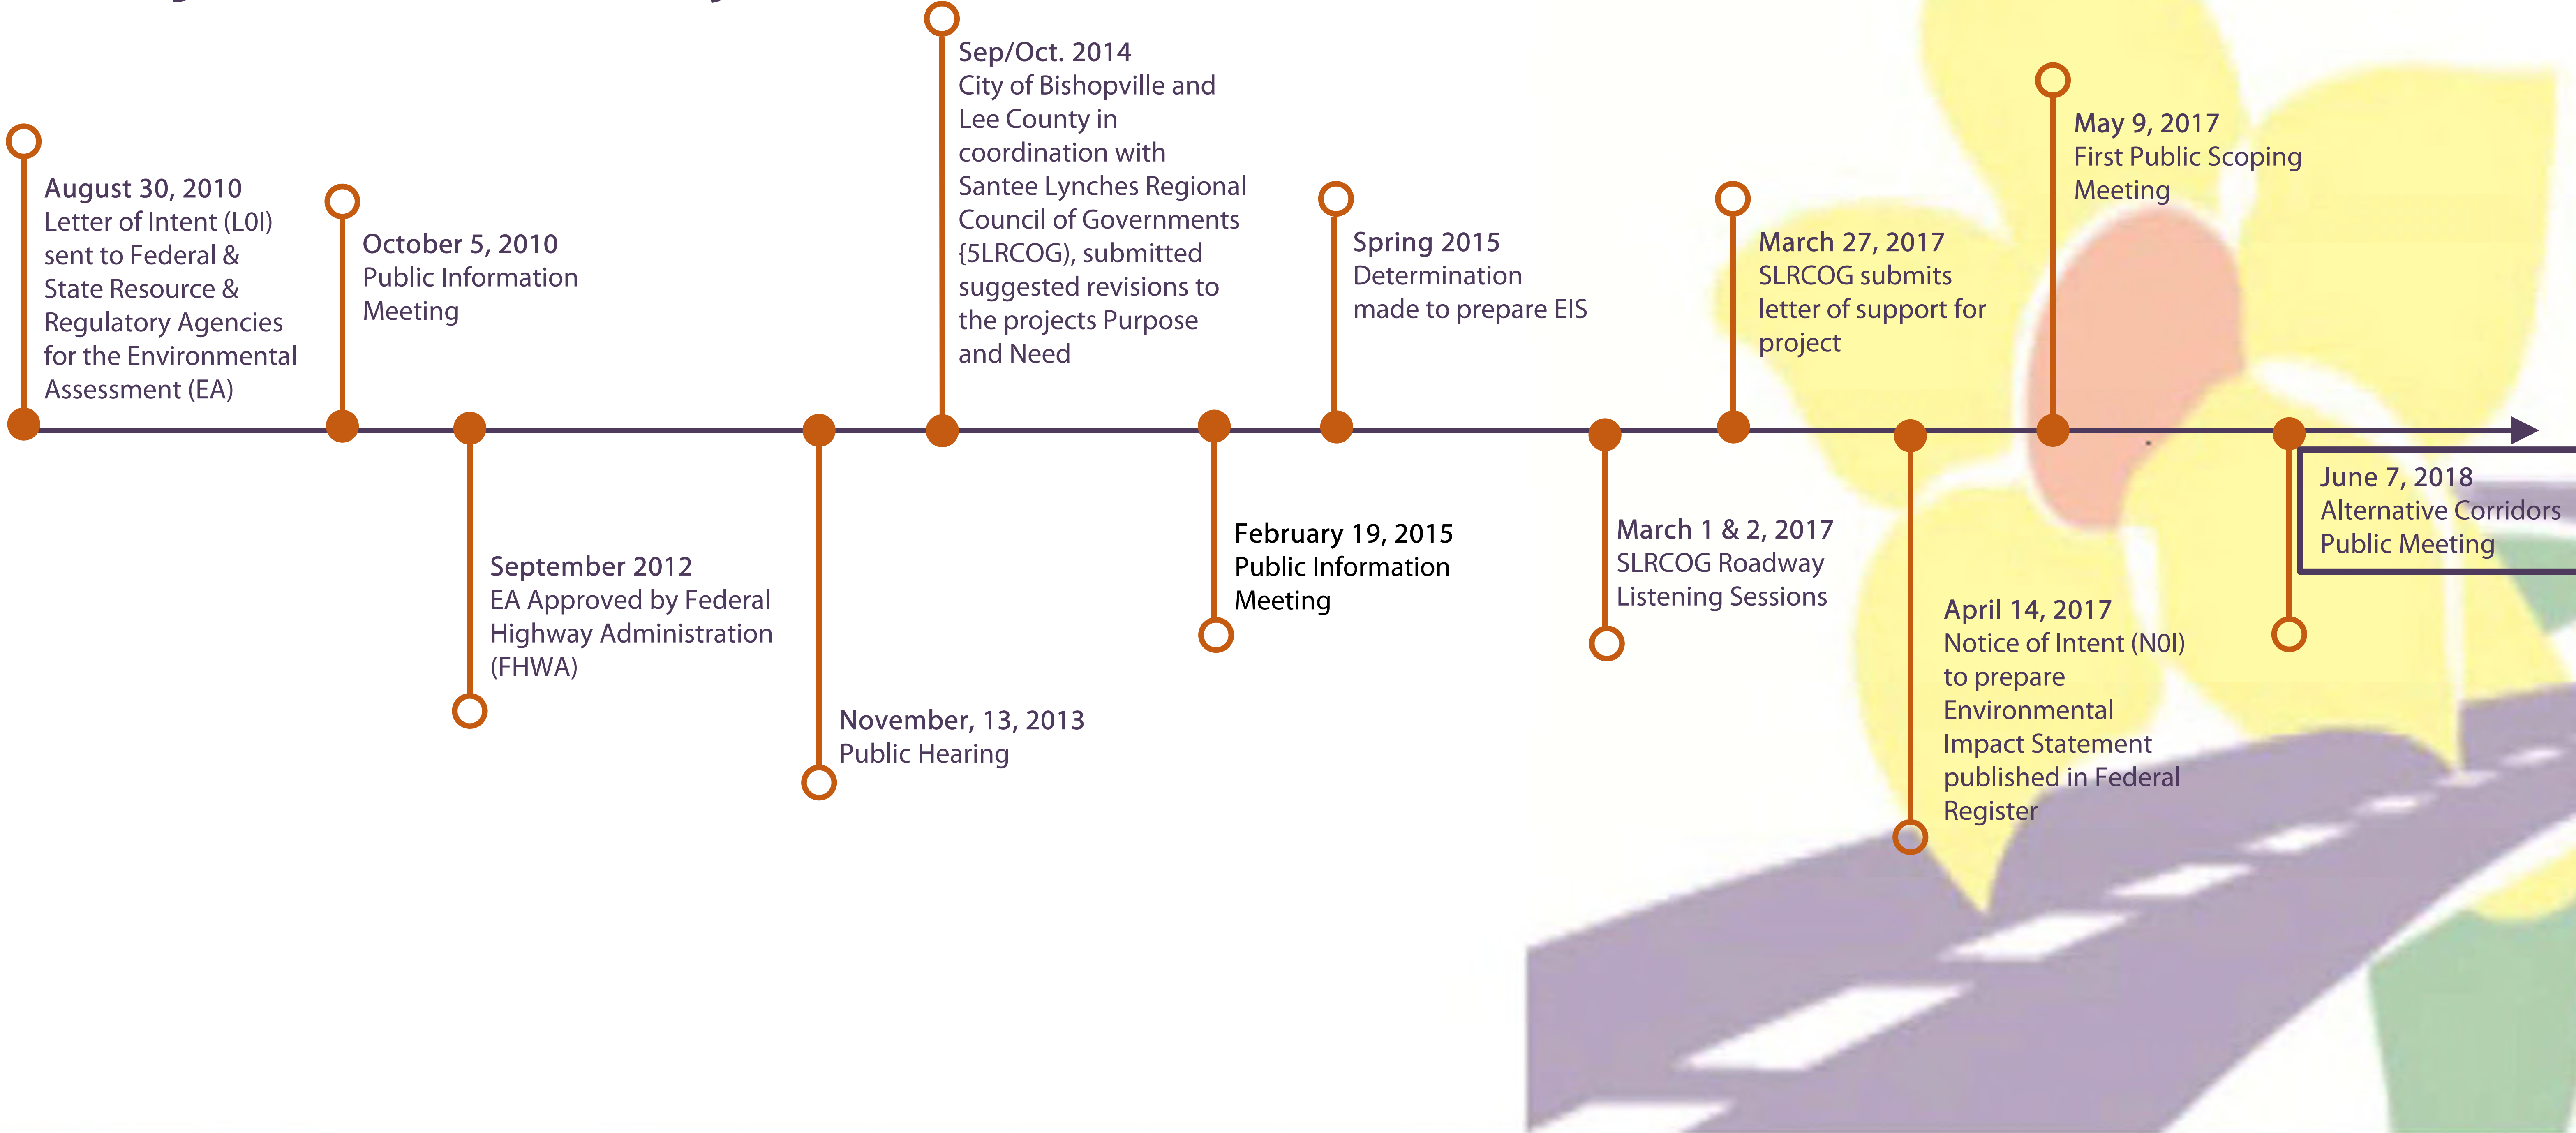 August 30, 2010
Letter of Intent (L0I)
sent to Federal &
State Resource &
Regulatory Agencies
for the Environmental
Assessment (EA)
October 5, 2010
Public Information
Meeting
September 2012
EA Approved by Federal
Highway Administration
(FHWA)
November, 13, 2013
Public Hearing
Sep/Oct. 2014
City of Bishopville and
Lee County in
coordination with
Santee Lynches Regional
Council of Governments
{5LRCOG), submitted
suggested revisions to
the projects Purpose
and Need
February 19, 2015
Public Information
Meeting
Spring 2015
Determination
made to prepare EIS
March 1 & 2, 2017
SLRCOG Roadway
Listening Sessions
March 27, 2017
SLRCOG submits
letter of support for
project
April 14, 2017
Notice of Intent (N0I)
to prepare
Environmental
Impact Statement
published in Federal
Register
May 9, 2017
First Public Scoping
Meeting
June 7, 2018
Alternative Corridors
Public Meeting